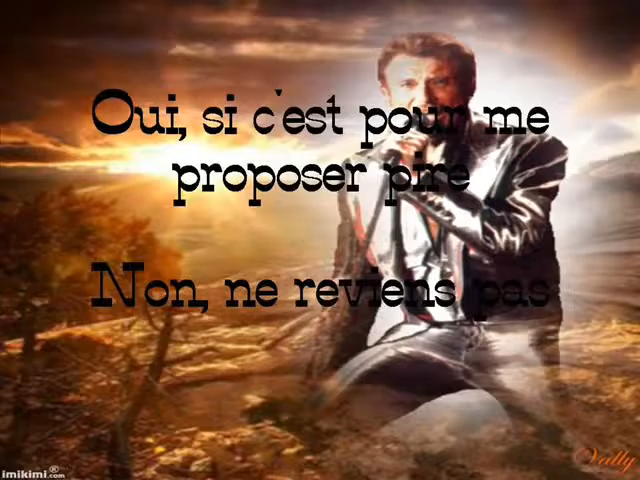 Oui, si c'est pour me
proposer pire
Non, ne reviens pas
Vally
imikimi.com